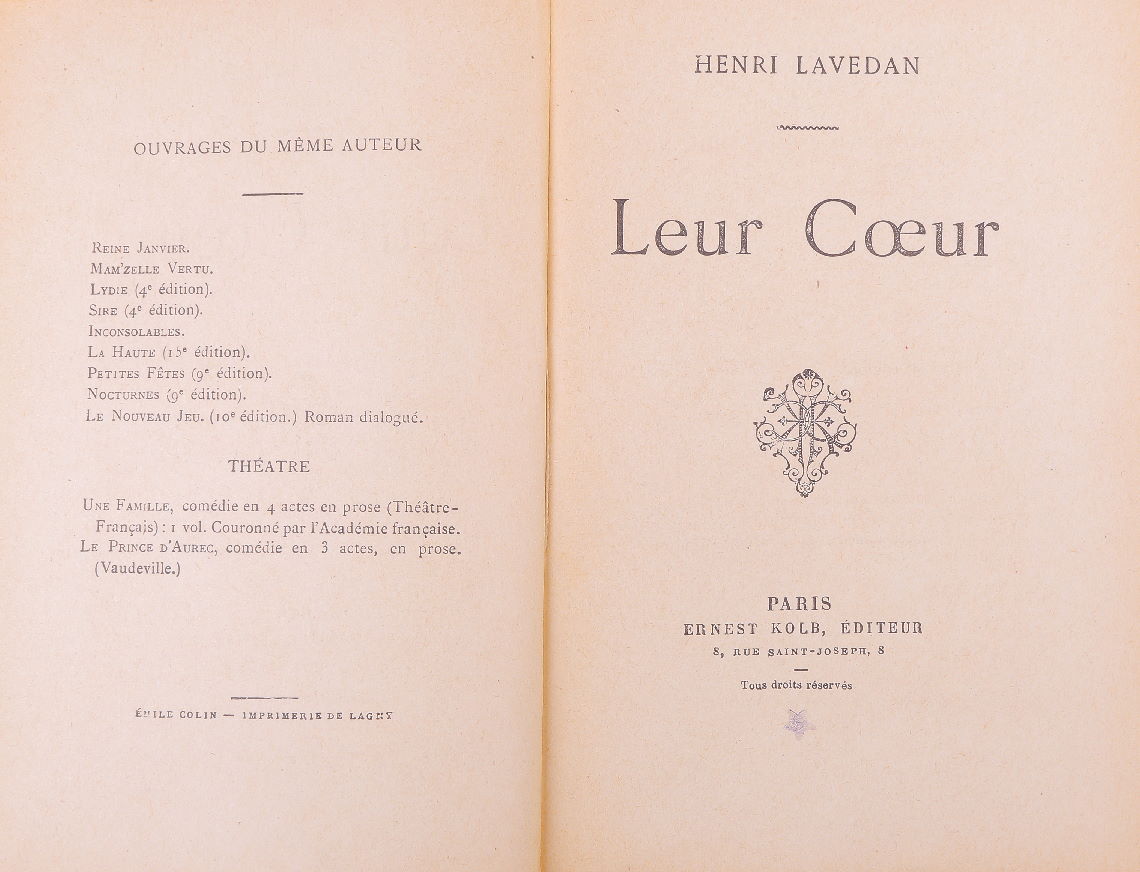 OUVRAGES DU MÊME AUTEUR
REINE JANVIER.
MAM'ZELLE VERTU.
LYDIE (4e édition).
SIRE (4e édition).
INCONSOLABLES.
LA HAUTE (15e édition).
PETITES FÊTES (9e édition).
NOCTURNES (9e édition).
LE NOUVEAU JEU. (10e édition.) Roman dialogué.
THÉATRE
UNE FAMILLE, comédie en 4 actes en prose (Théâtre-
Français) : 1 vol. Couronné par l'Académie française.
LE PRINCE D'AUREC, comédie en 3 actes, en prose.
(Vaudeville.)
ÉMILE COLIN — IMPRIMERIE DE LAGNY
HENRI LAVEDAN
Leur Cœur
PARIS
ERNEST KOLB, ÉDITEUR
8, RUE SAINT-JOSEPH, 8
Tous droits réservés